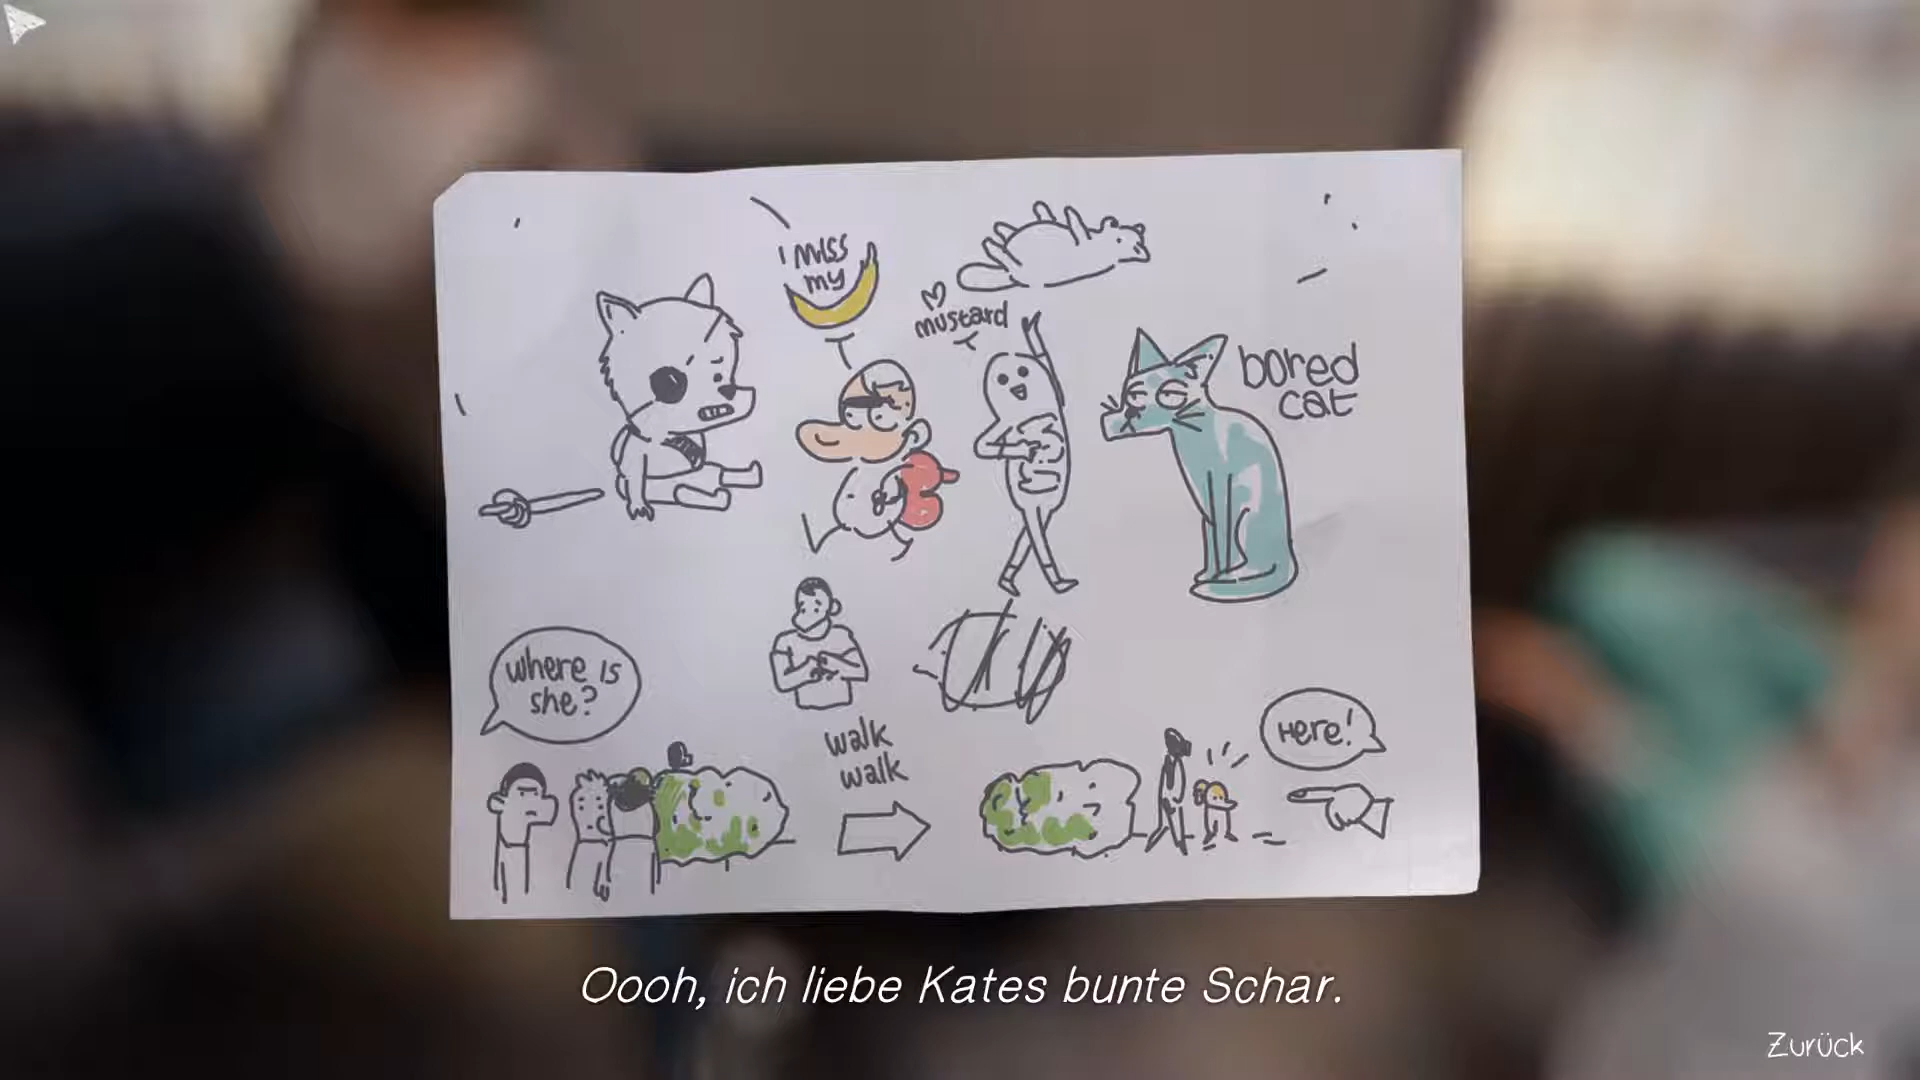 I miss
my
mustard
bored
cat
where is
she?
walk
walk
Here!
Oooh, ich liebe Kates bunte Schar.
Zurück